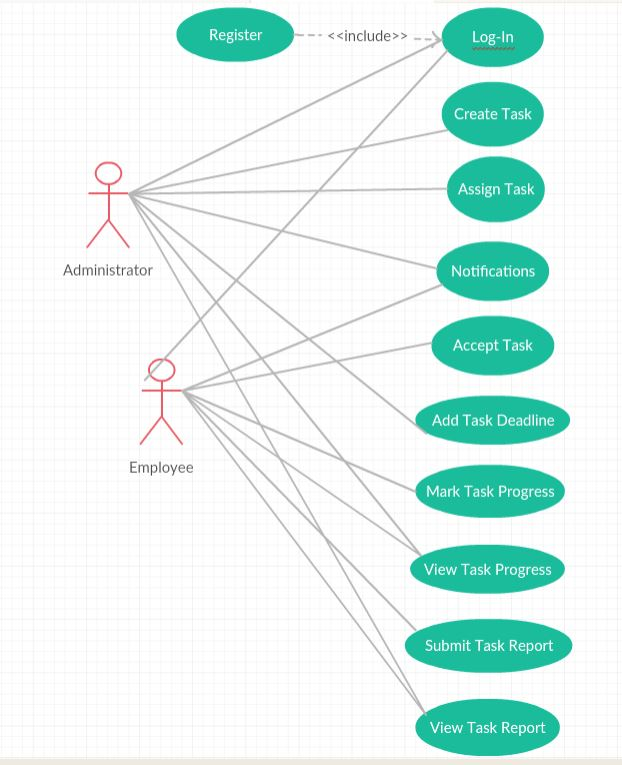 Register
<<include>>
Log-In
Create Task
Assign Task
Administrator
Notifications
Accept Task
Add Task Deadline
Employee
Mark Task Progress
View Task Progress
Submit Task Report
View Task Report